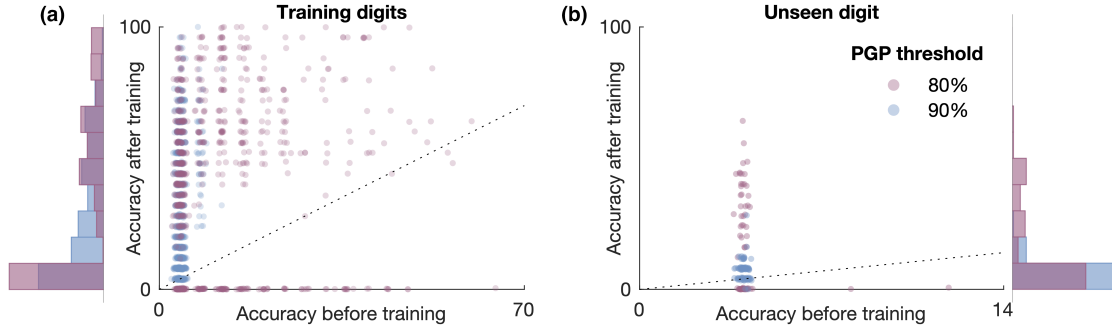 (a)
Training digits
100
Accuracy after training
0
0
Accuracy before training
70
(b)
Unseen digit
100
PGP threshold
80%
90%
Accuracy after training
0
0
Accuracy before training
14